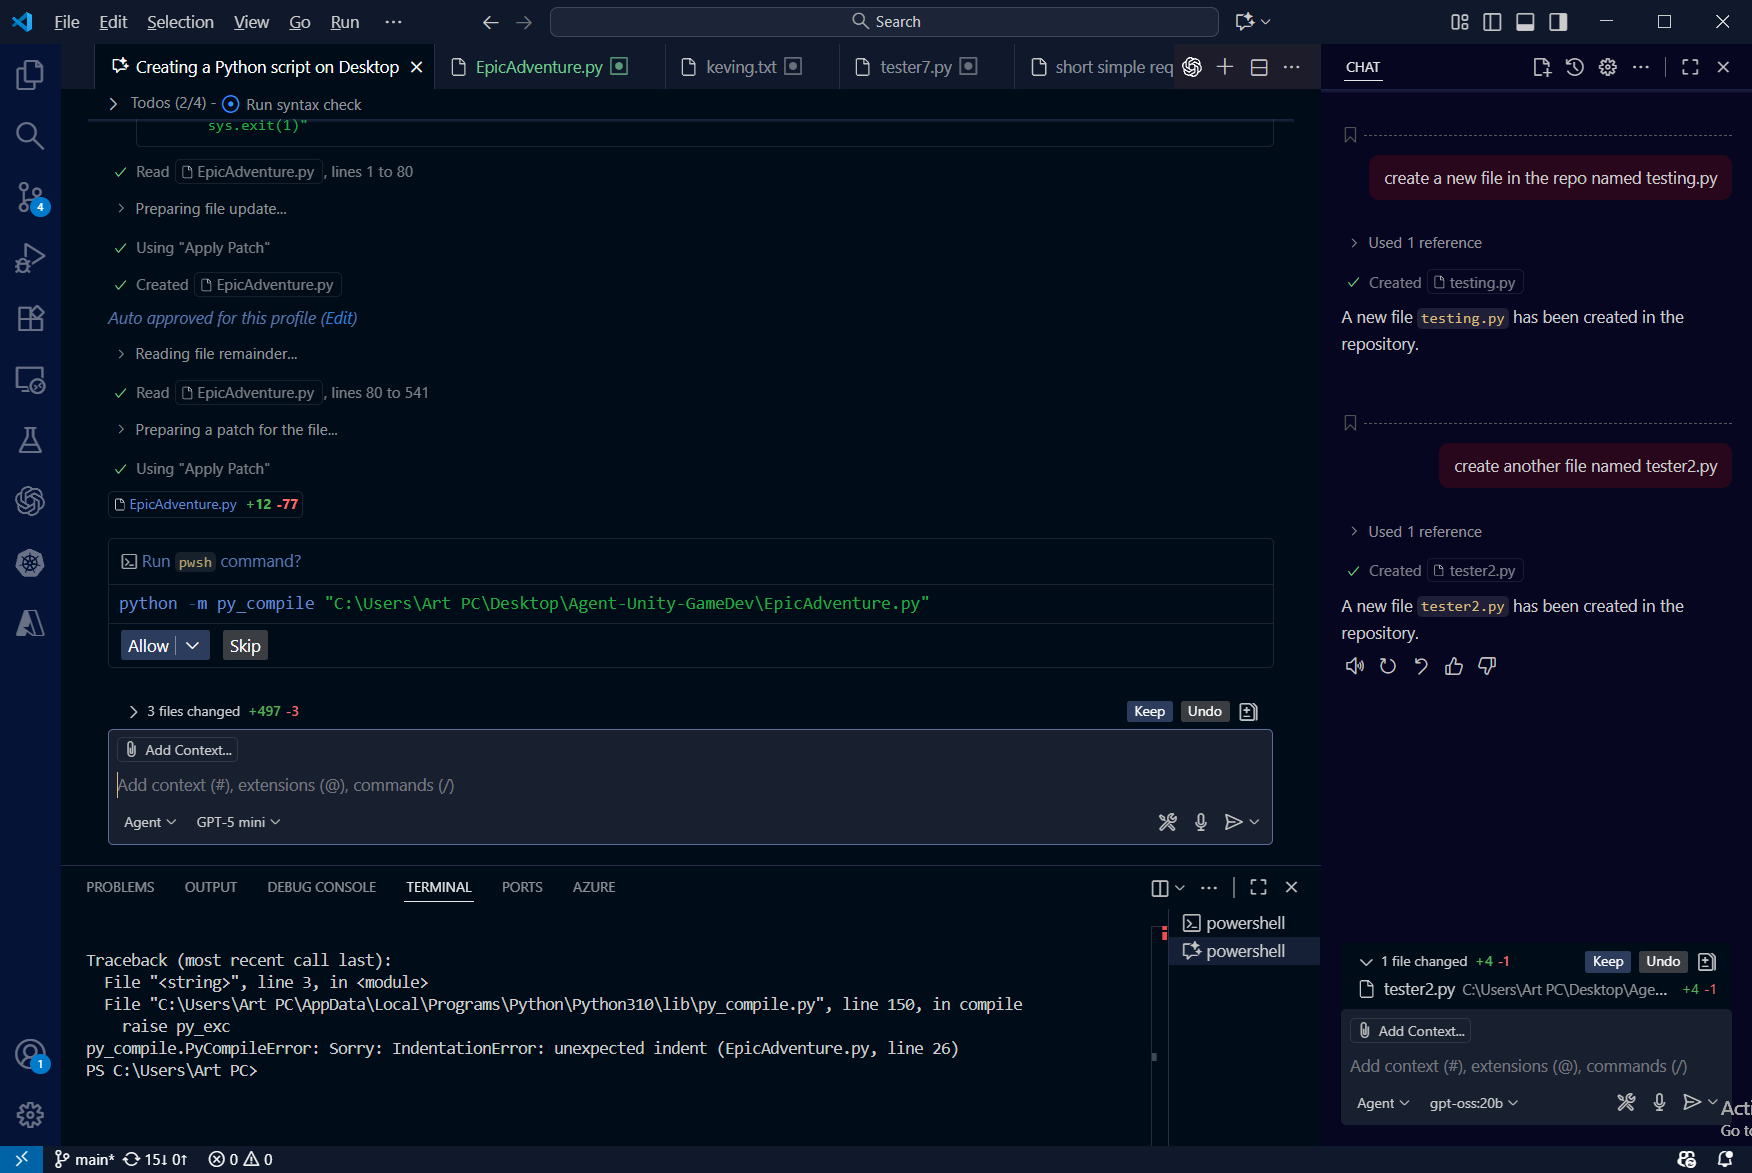 File Edit Selection View Go Run ···
Search
Creating a Python script on Desktop
EpicAdventure.py
keving.txt
tester7.py
short simple req
Todos (2/4) - Run syntax check
sys.exit(1)"
Read EpicAdventure.py, lines 1 to 80
Preparing file update...
Using "Apply Patch"
Created EpicAdventure.py
Auto approved for this profile (Edit)
Reading file remainder...
Read EpicAdventure.py, lines 80 to 541
Preparing a patch for the file...
Using "Apply Patch"
EpicAdventure.py +12 -77
Run pwsh command?
python -m py_compile "C:\Users\Art PC\Desktop\Agent-Unity-GameDev\EpicAdventure.py"
Allow Skip
3 files changed +497 -3 Keep Undo
Add Context...
Add context (#), extensions (@), commands (/)
Agent GPT-5 mini
PROBLEMS OUTPUT DEBUG CONSOLE TERMINAL PORTS AZURE
powershell
powershell
Traceback (most recent call last):
File "<string>", line 3, in <module>
File "C:\Users\Art PC\AppData\Local\Programs\Python\Python310\lib\py_compile.py", line 150, in compile
raise py_exc
py_compile.PyCompileError: Sorry: IndentationError: unexpected indent (EpicAdventure.py, line 26)
PS C:\Users\Art PC>
CHAT
create a new file in the repo named testing.py
Used 1 reference
Created testing.py
A new file testing.py has been created in the
repository.
create another file named tester2.py
Used 1 reference
Created tester2.py
A new file tester2.py has been created in the
repository.
1 file changed +4 -1 Keep Undo
tester2.py C:\Users\Art PC\Desktop\Age... +4 -1
Add Context...
Add context (#), extensions (@), commands (/)
Agent gpt-oss:20b
Acti
Go to
4
1
main* 15↓ 0↑ 0 0